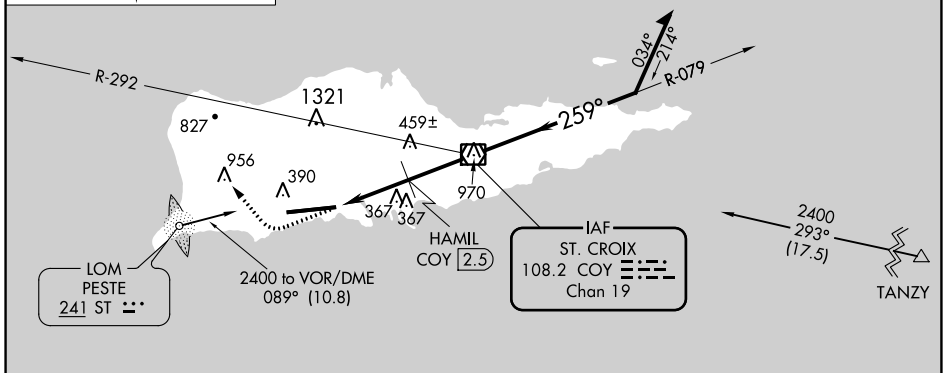 034°
214°
R-079
R-292
1321
827
459±
259°
956
390
970
367
367
HAMIL
COY 2.5
IAF
ST. CROIX
108.2 COY
Chan 19
2400
293°
(17.5)
TANZY
LOM
PESTE
241 ST
2400 to VOR/DME
089° (10.8)